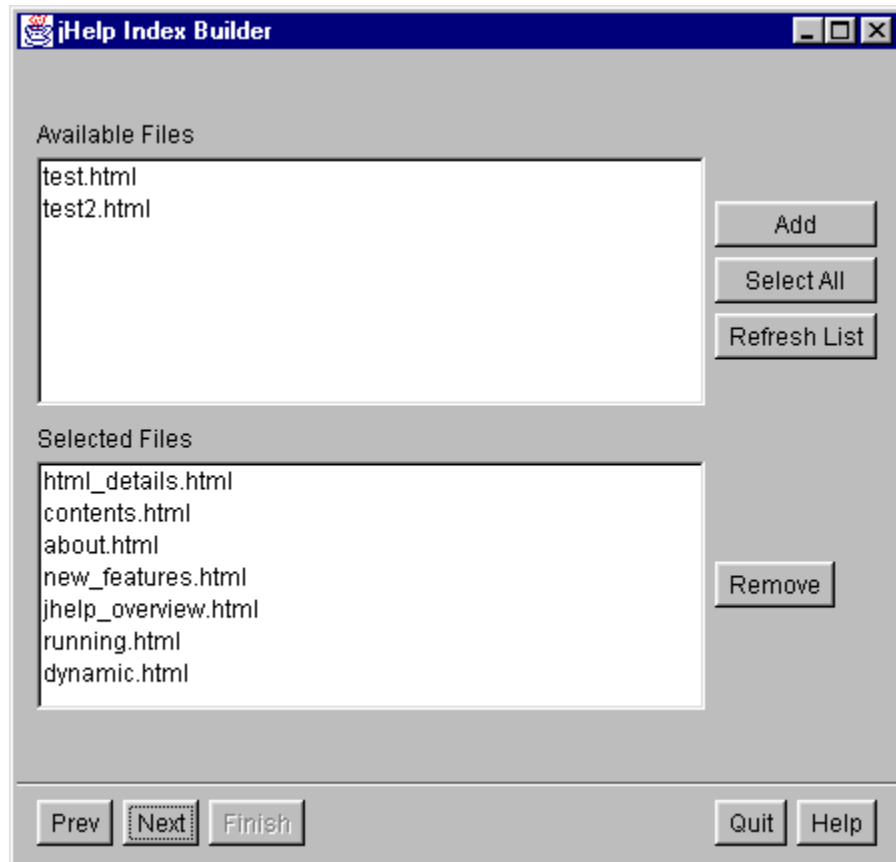 jHelp Index Builder
Available Files
test.html
test2.html
Add
Select All
Refresh List
Selected Files
html_details.html
contents.html
about.html
new_features.html
jhelp_overview.html
running.html
dynamic.html
Remove
Prev Next Finish Quit Help